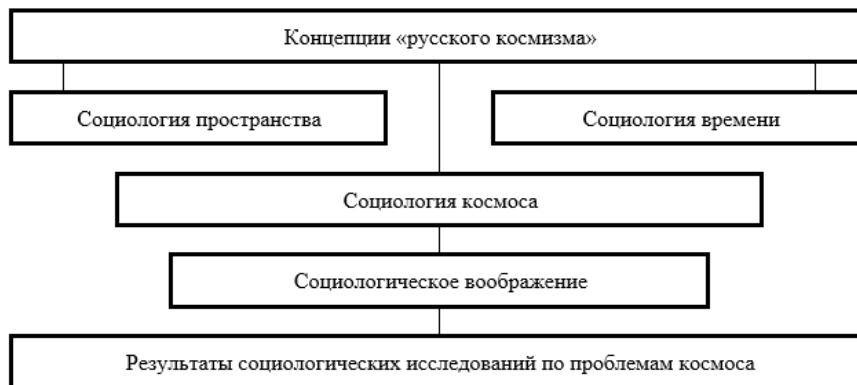 Концепции «русского космизма»
Социология пространства
Социология времени
Социология космоса
Социологическое воображение
Результаты социологических исследований по проблемам космоса